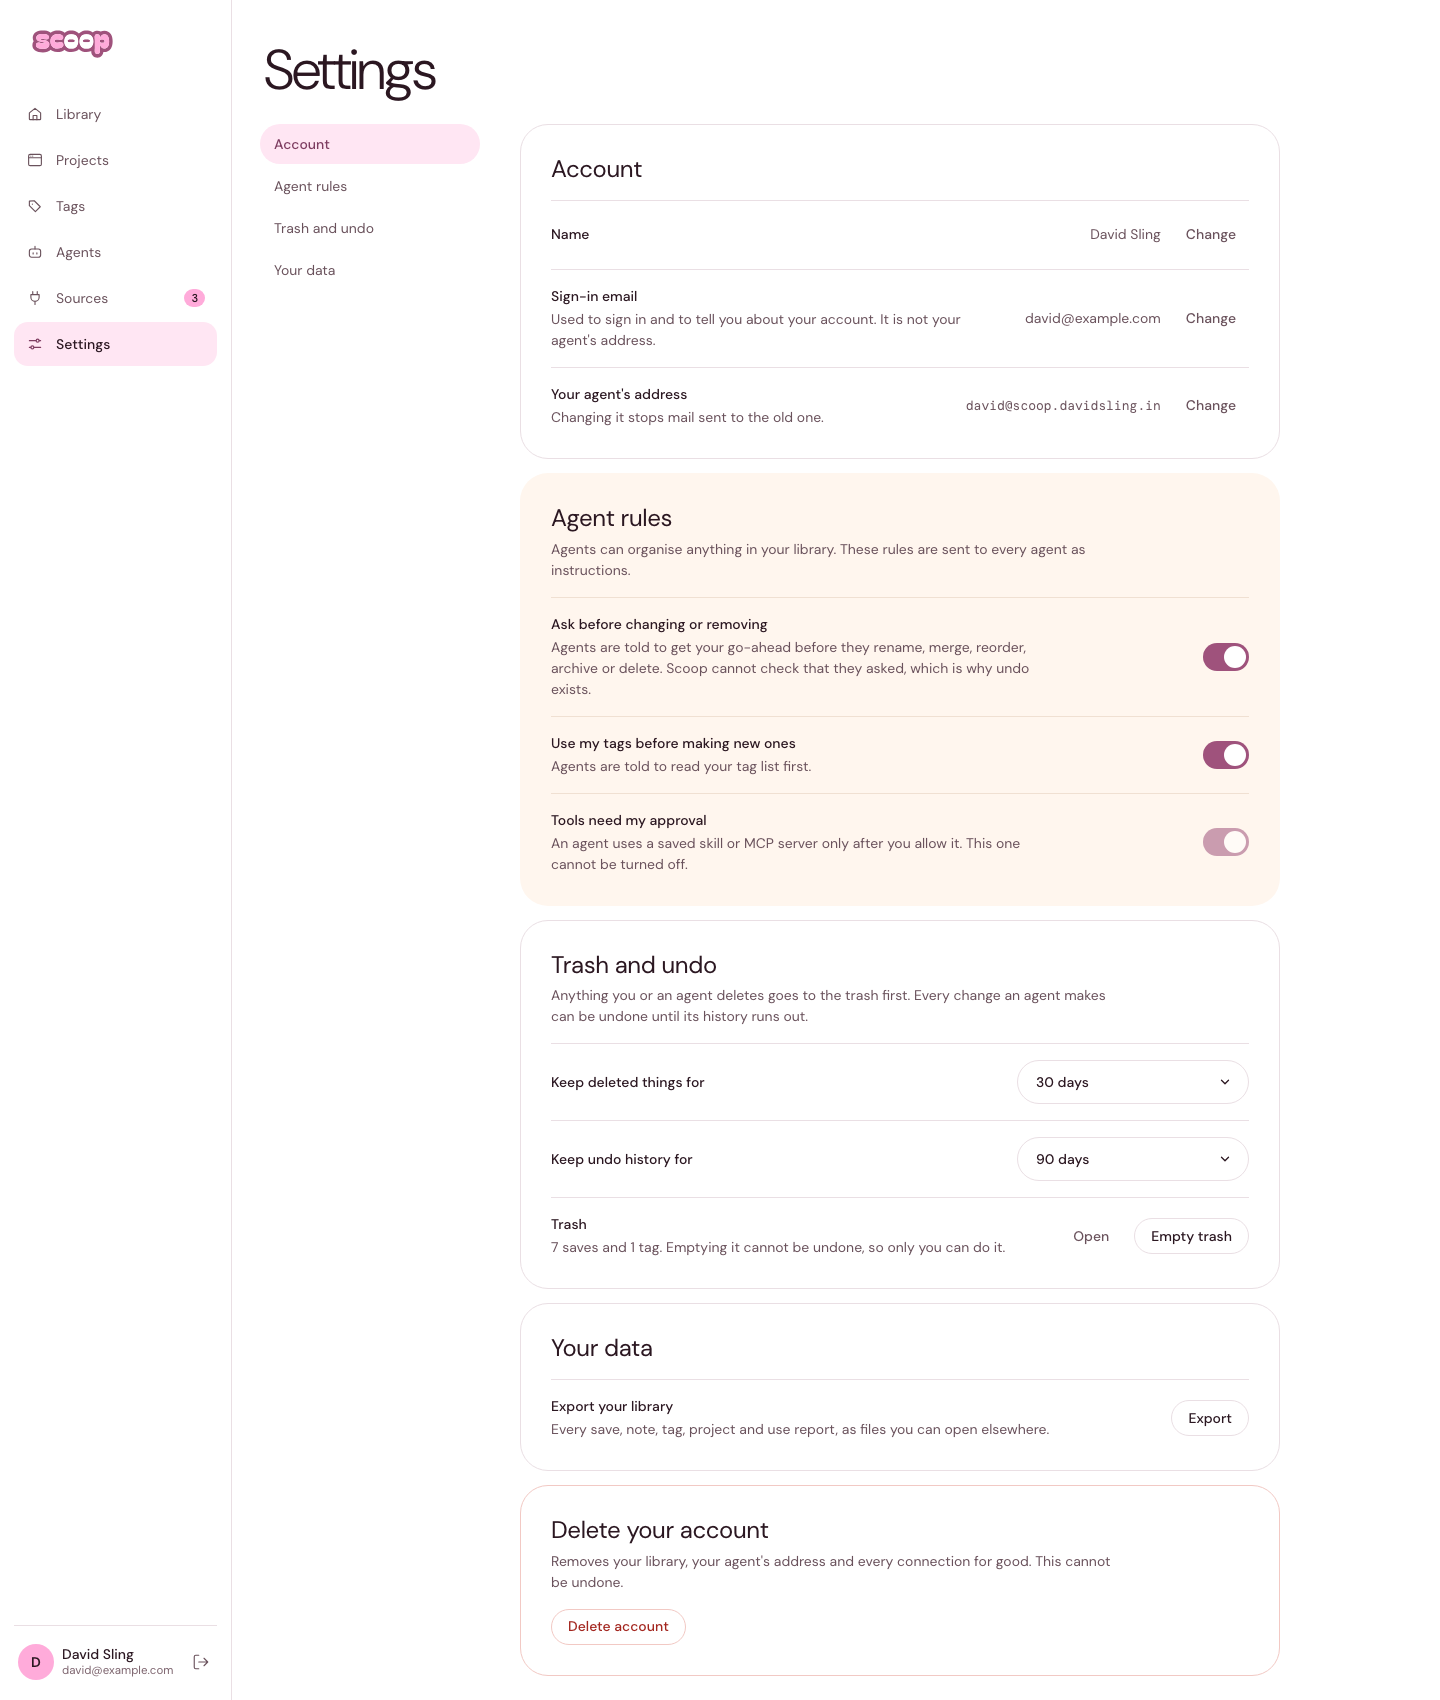 scoop
Library
Projects
Tags
Agents
Sources
3
Settings
D
David Sling
david@example.com
Settings
Account
Agent rules
Trash and undo
Your data
Account
Name
David Sling
Change
Sign-in email
Used to sign in and to tell you about your account. It is not your
agent's address.
david@example.com
Change
Your agent's address
Changing it stops mail sent to the old one.
david@scoop.davidsling.in
Change
Agent rules
Agents can organise anything in your library. These rules are sent to every agent as
instructions.
Ask before changing or removing
Agents are told to get your go-ahead before they rename, merge, reorder,
archive or delete. Scoop cannot check that they asked, which is why undo
exists.
Use my tags before making new ones
Agents are told to read your tag list first.
Tools need my approval
An agent uses a saved skill or MCP server only after you allow it. This one
cannot be turned off.
Trash and undo
Anything you or an agent deletes goes to the trash first. Every change an agent makes
can be undone until its history runs out.
Keep deleted things for
30 days
Keep undo history for
90 days
Trash
7 saves and 1 tag. Emptying it cannot be undone, so only you can do it.
Open
Empty trash
Your data
Export your library
Every save, note, tag, project and use report, as files you can open elsewhere.
Export
Delete your account
Removes your library, your agent's address and every connection for good. This cannot
be undone.
Delete account